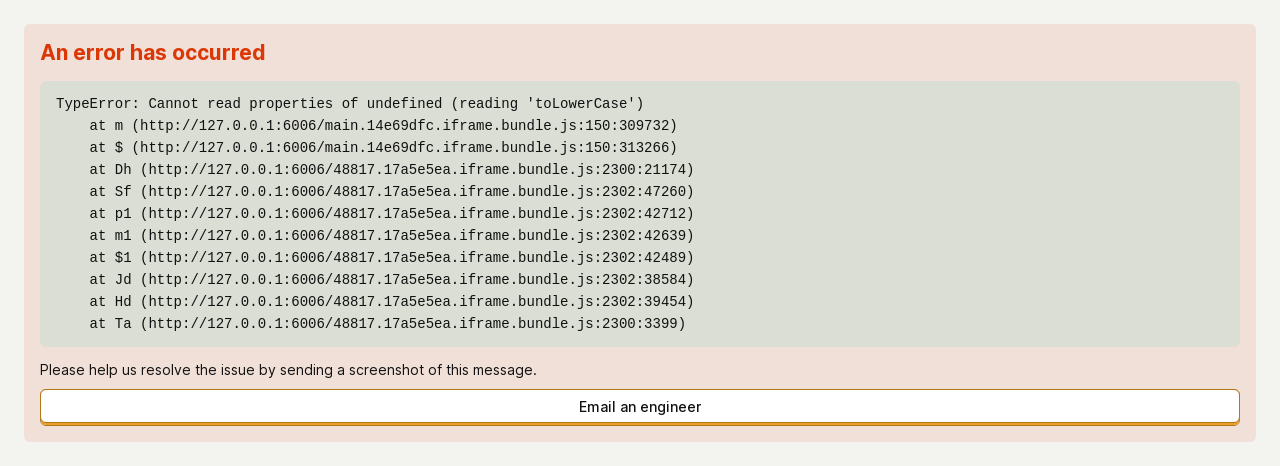 An error has occurred
TypeError: Cannot read properties of undefined (reading 'toLowerCase')
    at m (http://127.0.0.1:6006/main.14e69dfc.iframe.bundle.js:150:309732)
    at $ (http://127.0.0.1:6006/main.14e69dfc.iframe.bundle.js:150:313266)
    at Dh (http://127.0.0.1:6006/48817.17a5e5ea.iframe.bundle.js:2300:21174)
    at Sf (http://127.0.0.1:6006/48817.17a5e5ea.iframe.bundle.js:2302:47260)
    at p1 (http://127.0.0.1:6006/48817.17a5e5ea.iframe.bundle.js:2302:42712)
    at m1 (http://127.0.0.1:6006/48817.17a5e5ea.iframe.bundle.js:2302:42639)
    at $1 (http://127.0.0.1:6006/48817.17a5e5ea.iframe.bundle.js:2302:42489)
    at Jd (http://127.0.0.1:6006/48817.17a5e5ea.iframe.bundle.js:2302:38584)
    at Hd (http://127.0.0.1:6006/48817.17a5e5ea.iframe.bundle.js:2302:39454)
    at Ta (http://127.0.0.1:6006/48817.17a5e5ea.iframe.bundle.js:2300:3399)
Please help us resolve the issue by sending a screenshot of this message.
Email an engineer